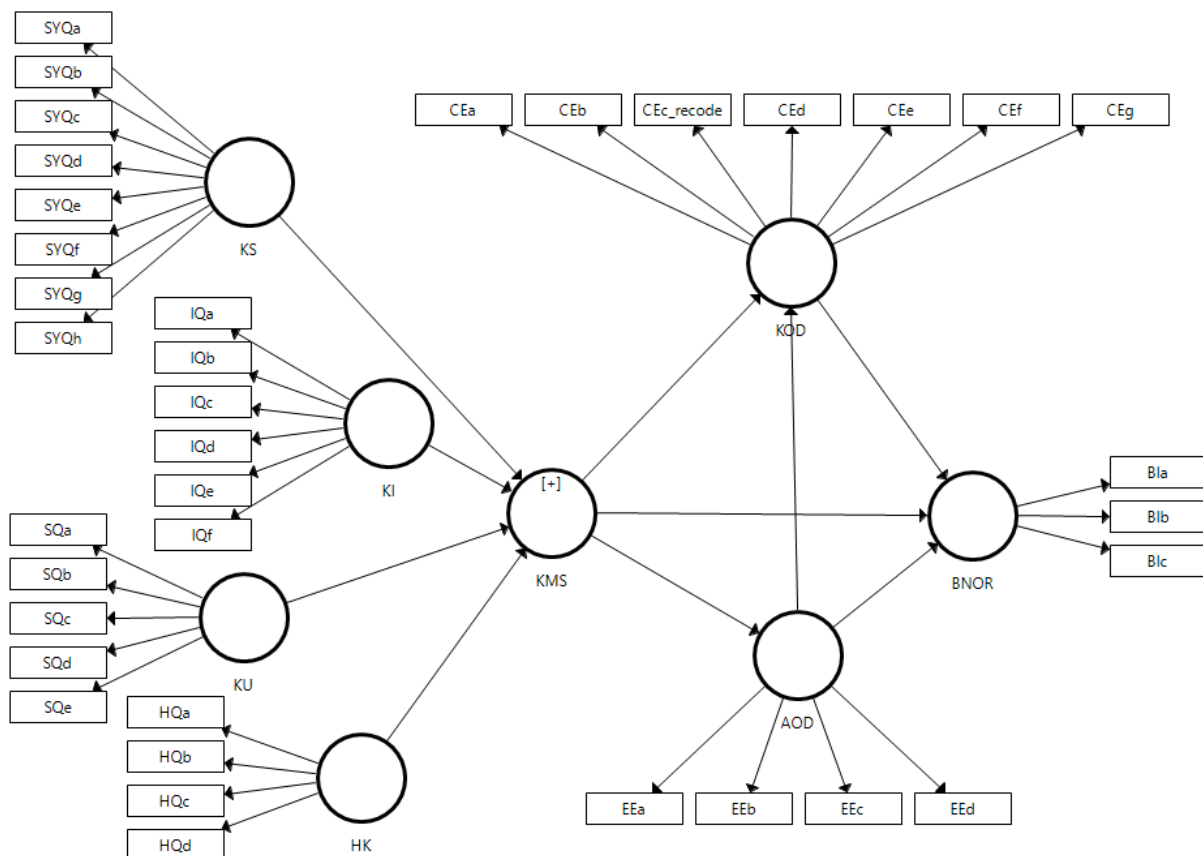 SYQa
SYQb
SYQc
SYQd
SYQe
SYQf
SYQg
SYQh
KS
IQa
IQb
IQc
IQd
IQe
IQf
KI
SQa
SQb
SQc
SQd
SQe
KU
HQa
HQb
HQc
HQd
HK
[+]
KMS
CEa
CEb
CEc_recode
CEd
CEe
CEf
CEg
KOD
BNOR
BIa
BIb
BIc
AOD
EEa
EEb
EEc
EEd